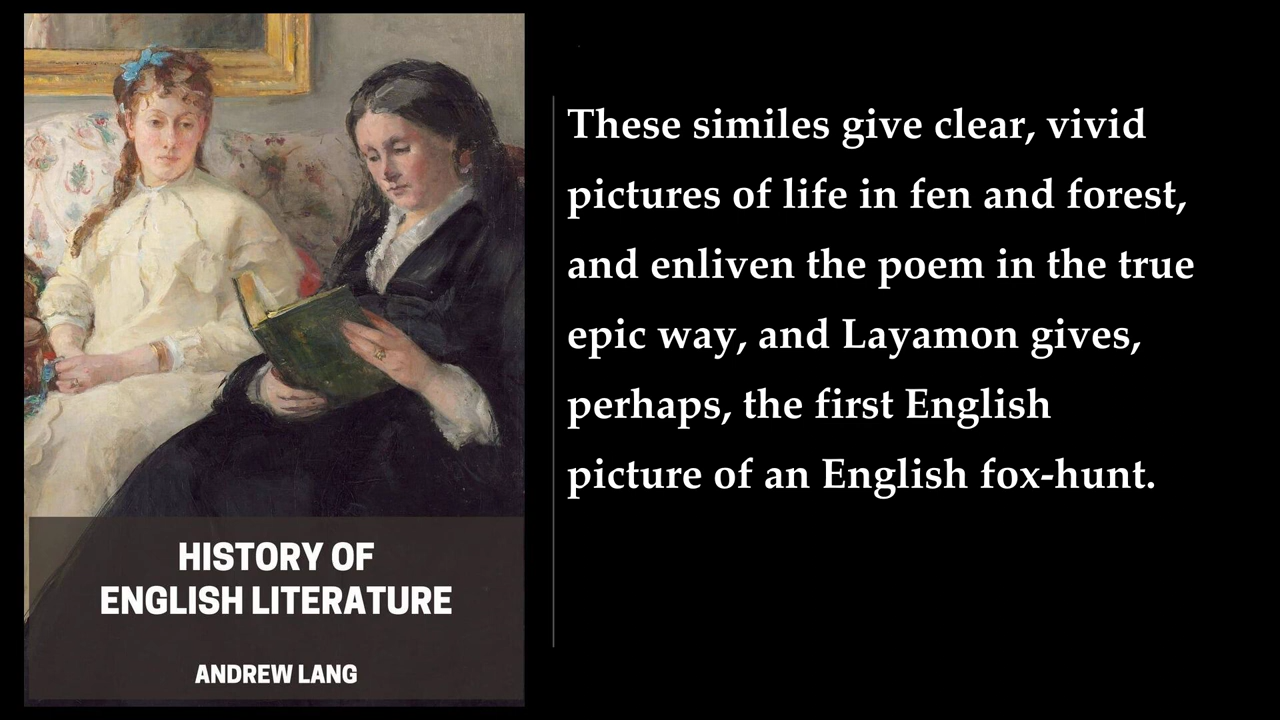 HISTORY OF
ENGLISH LITERATURE
ANDREW LANG
These similes give clear, vivid
pictures of life in fen and forest,
and enliven the poem in the true
epic way, and Layamon gives,
perhaps, the first English
picture of an English fox-hunt.